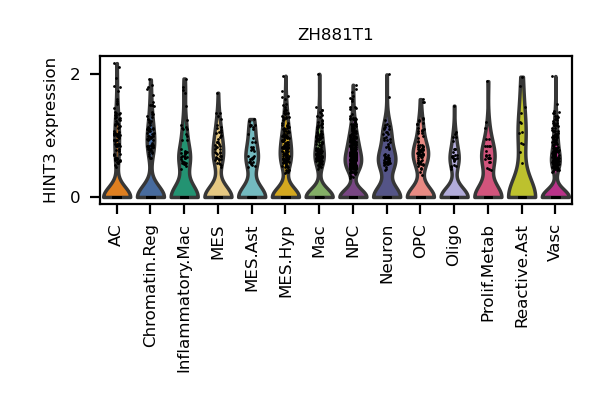 ZH881T1
HINT3 expression
2
0
AC
Chromatin.Reg
Inflammatory.Mac
MES
MES.Ast
MES.Hyp
Mac
NPC
Neuron
OPC
Oligo
Prolif.Metab
Reactive.Ast
Vasc